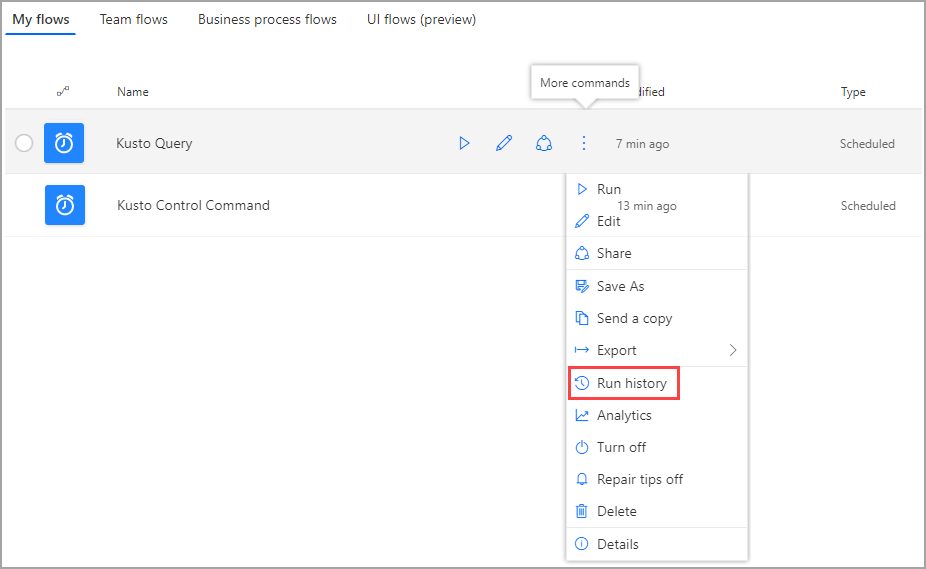 My flows Team flows Business process flows UI flows (preview)
More commands
Name dified Type
Kusto Query 7 min ago Scheduled
Kusto Control Command 13 min ago Scheduled
Run
Edit
Share
Save As
Send a copy
Export
Run history
Analytics
Turn off
Repair tips off
Delete
Details